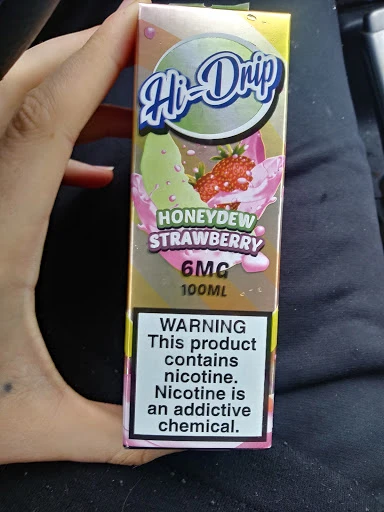 Hi-Drip
HONEYDEW
STRAWBERRY
6MG
100ML
WARNING
This product
contains
nicotine.
Nicotine is
an addictive
chemical.